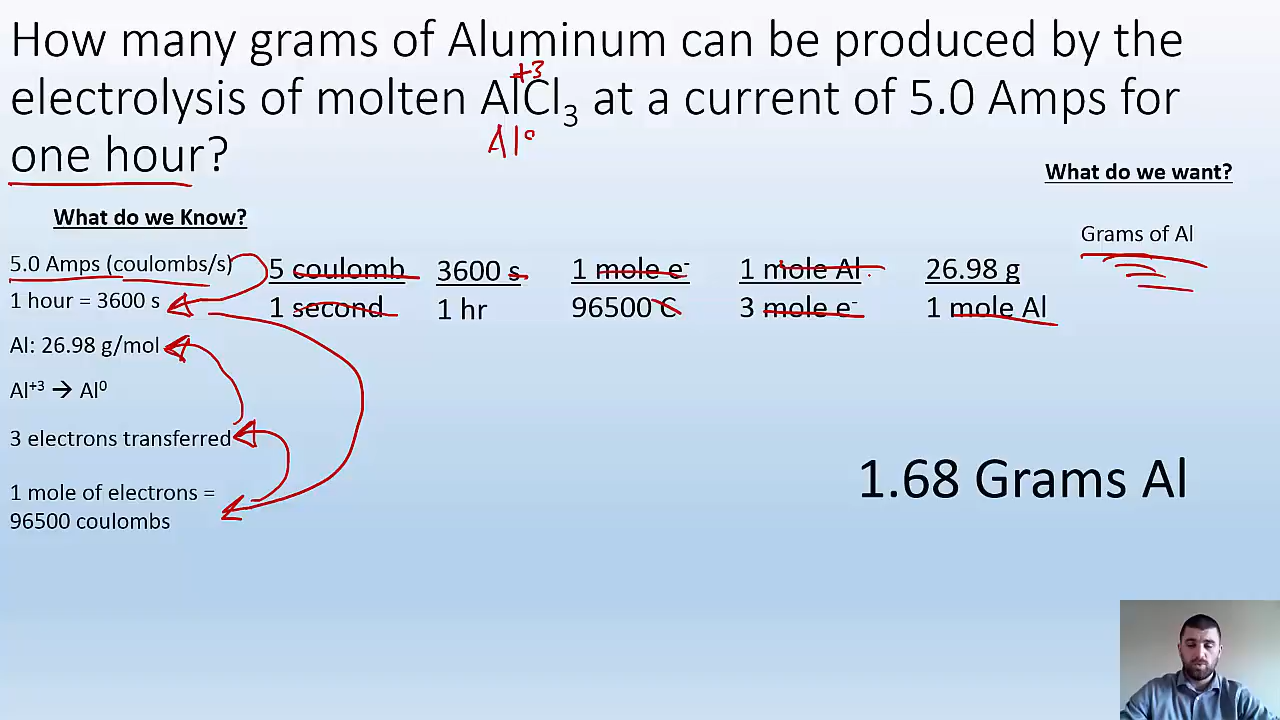 How many grams of Aluminum can be produced by the
+3
electrolysis of molten AlCl₃ at a current of 5.0 Amps for
Al⁰
one hour?
What do we want?
Grams of Al
What do we Know?
5.0 Amps (coulombs/s)
1 hour = 3600 s
Al: 26.98 g/mol
Al⁺³ → Al⁰
3 electrons transferred
1 mole of electrons =
96500 coulombs
5 coulomb 3600 s 1 mole e⁻ 1 mole Al 26.98 g
1 second 1 hr 96500 C 3 mole e⁻ 1 mole Al
1.68 Grams Al